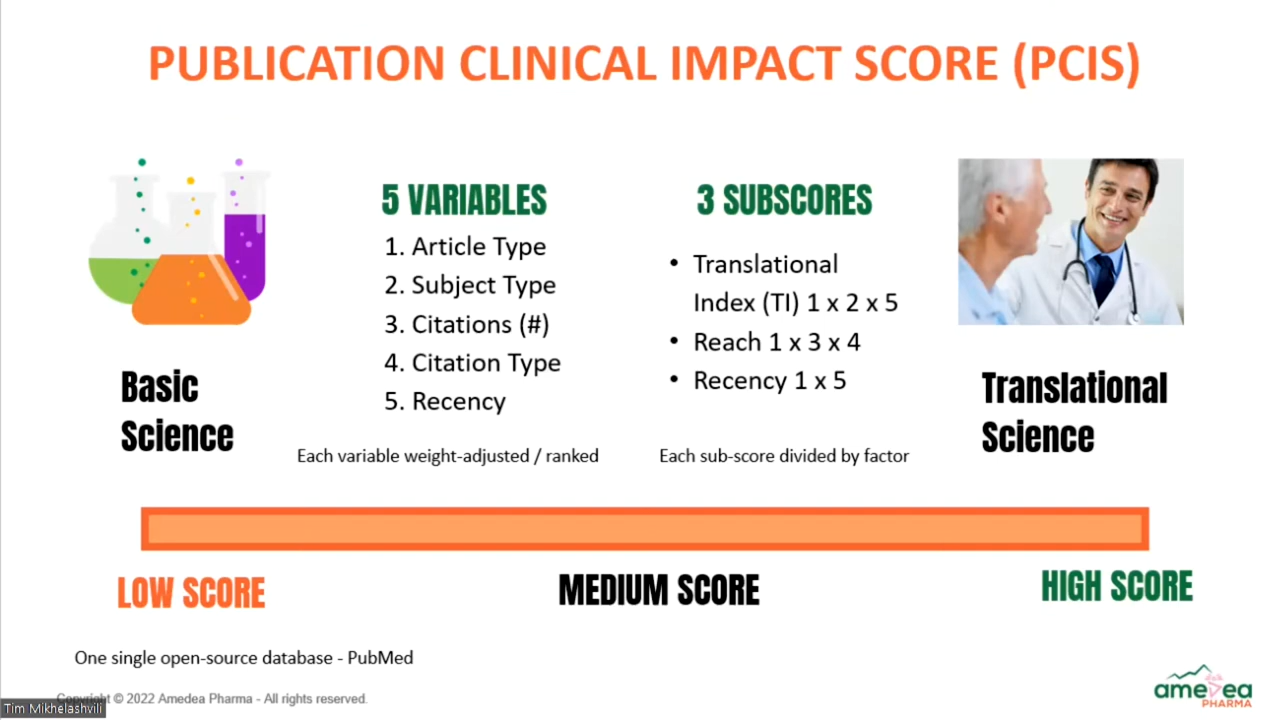 PUBLICATION CLINICAL IMPACT SCORE (PCIS)
5 VARIABLES
1. Article Type
2. Subject Type
3. Citations (#)
4. Citation Type
5. Recency
Each variable weight-adjusted / ranked
3 SUBSCORES
• Translational
Index (TI) 1 x 2 x 5
• Reach 1 x 3 x 4
• Recency 1 x 5
Each sub-score divided by factor
Basic
Science
Translational
Science
LOW SCORE
MEDIUM SCORE
HIGH SCORE
One single open-source database - PubMed
Copyright © 2022 Amedea Pharma - All rights reserved.
Tim Mikhelashvili
amedea
PHARMA